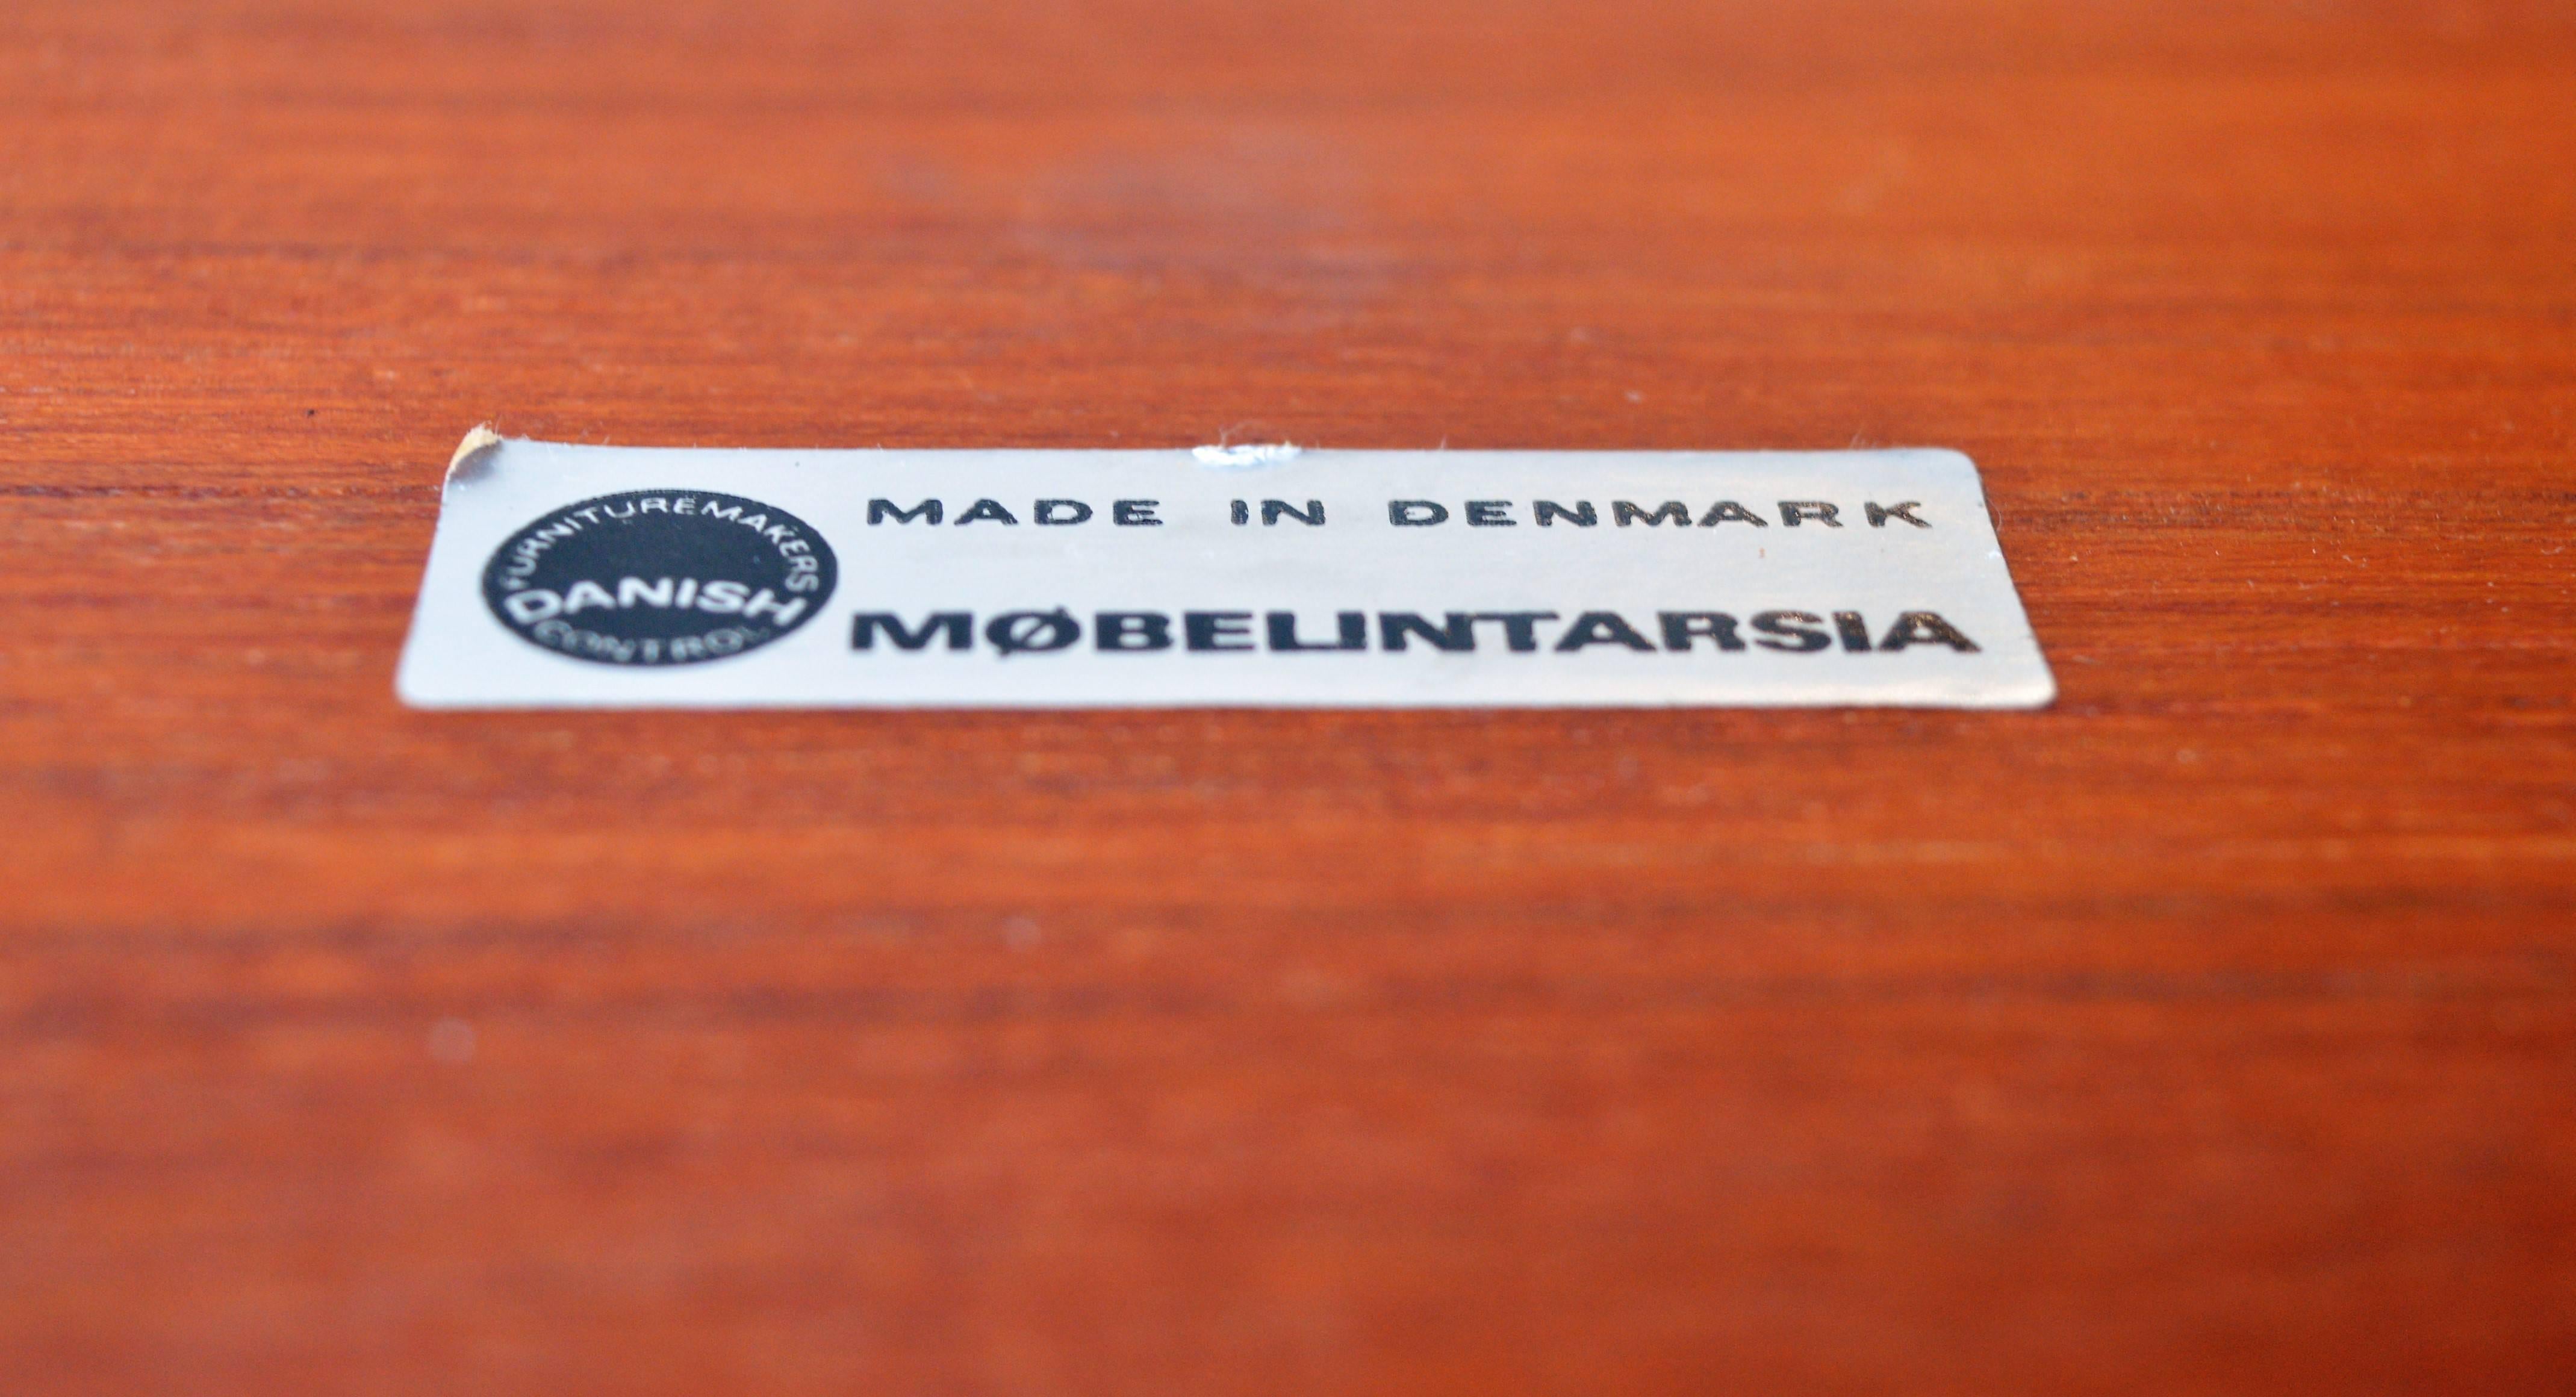 FURNITUREMAKERS
DANISH
CONTROL
MADE IN DENMARK
MØBELINTARSIA